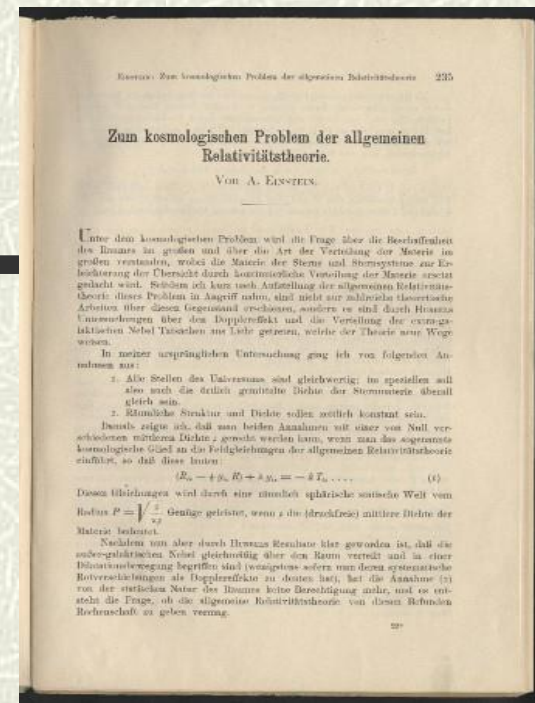 EINSTEIN: Zum kosmologischen Problem der allgemeinen Relativitätstheorie 235
Zum kosmologischen Problem der allgemeinen
Relativitätstheorie.
Von A. EINSTEIN.
Unter dem kosmologischen Problem wird die Frage über die Beschaffenheit
des Raumes im großen und über die Art der Verteilung der Materie im
großen verstanden, wobei die Materie der Sterne und Sternsysteme zur Er-
leichterung der Übersicht durch kontinuierliche Verteilung der Materie ersetzt
gedacht wird. Seitdem ich kurz nach Aufstellung der allgemeinen Relativitäts-
theorie dieses Problem in Angriff nahm, sind nicht nur zahlreiche theoretische
Arbeiten über diesen Gegenstand erschienen, sondern es sind durch HUBBELS
Untersuchungen über den Dopplereffekt und die Verteilung der extra-ga-
laktischen Nebel Tatsachen ans Licht getreten, welche der Theorie neue Wege
weisen.
In meiner ursprünglichen Untersuchung ging ich von folgenden An-
nahmen aus:
1. Alle Stellen des Universums sind gleichwertig; im speziellen soll
also auch die örtlich gemittelte Dichte der Sternmaterie überall
gleich sein.
2. Räumliche Struktur und Dichte sollen zeitlich konstant sein.
Damals zeigte ich, daß man beiden Annahmen mit einer von Null ver-
schiedenen mittleren Dichte ρ gerecht werden kann, wenn man das sogenannte
kosmologische Glied an die Feldgleichungen der allgemeinen Relativitätstheorie
einführt, so daß diese lauten:
Diesen Gleichungen wird durch eine räumlich sphärische statische Welt vom
Radius P = Genüge geleistet, wenn ρ die (druckfreie) mittlere Dichte der
Materie bedeutet.
Nachdem nun aber durch HUBBELS Resultate klar geworden ist, daß die
außer-galaktischen Nebel gleichmäßig über den Raum verteilt und in einer
Dilatationsbewegung begriffen sind (wenigstens sofern man deren systematische
Rotverschiebungen als Dopplereffekte zu deuten hat), hat die Annahme (2)
von der statischen Natur des Raumes keine Berechtigung mehr, und es ent-
steht die Frage, ob die allgemeine Relativitätstheorie von diesen Befunden
Rechenschaft zu geben vermag.